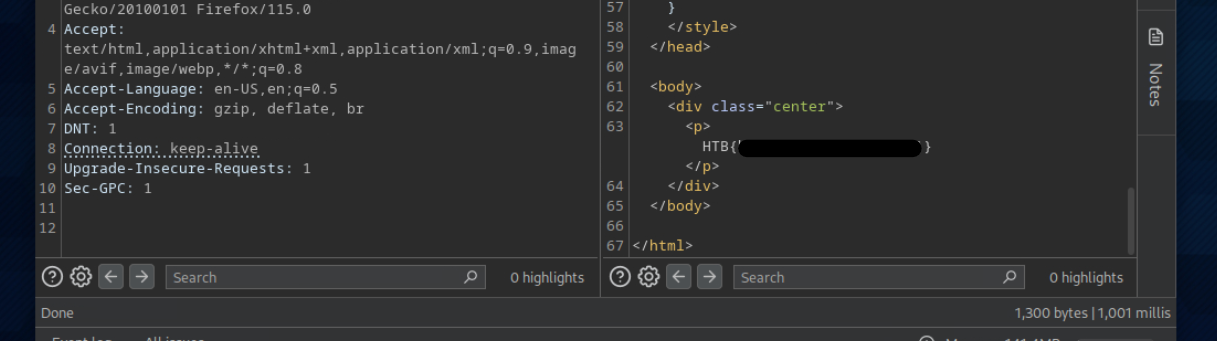 Gecko/20100101 Firefox/115.0
4 Accept:
text/html,application/xhtml+xml,application/xml;q=0.9,imag
e/avif,image/webp,*/*;q=0.8
5 Accept-Language: en-US,en;q=0.5
6 Accept-Encoding: gzip, deflate, br
7 DNT: 1
8 Connection: keep-alive
9 Upgrade-Insecure-Requests: 1
10 Sec-GPC: 1
11
12
Search
0 highlights
57 }
58 </style>
59 </head>
60
61 <body>
62 <div class="center">
63 <p>
HTB{ }
</p>
64 </div>
65 </body>
66
67 </html>
Search
0 highlights
Notes
Done
1,300 bytes | 1,001 millis